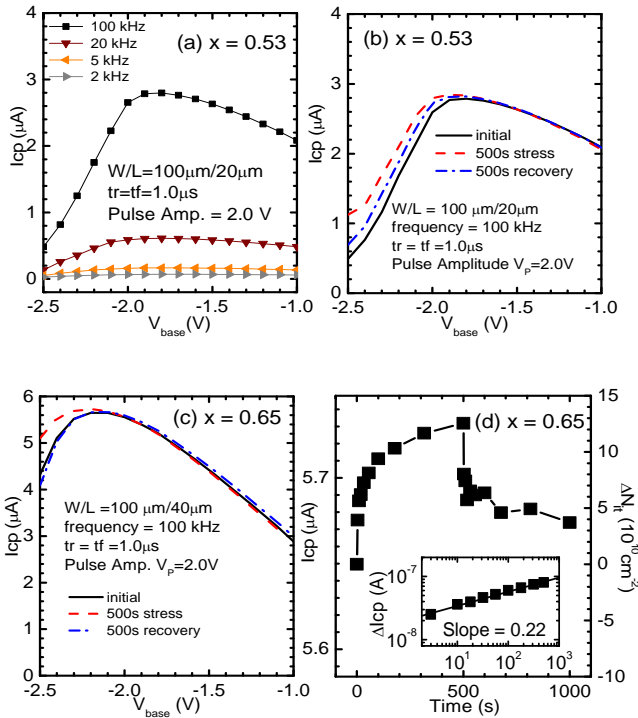 100 kHz
20 kHz
5 kHz
2 kHz
(a) x = 0.53
W/L=100μm/20μm
tr=tf=1.0μs
Pulse Amp. = 2.0 V
Icp (μA)
4
3
2
1
0
-2.5 -2.0 -1.5 -1.0
V_base(V)
(b) x = 0.53
initial
500s stress
500s recovery
W/L = 100 μm/20μm
frequency = 100 kHz
tr = tf =1.0μs
Pulse Amplitude V_P=2.0V
Icp (μA)
4
3
2
1
0
-2.5 -2.0 -1.5 -1.0
V_base(V)
(c) x = 0.65
W/L =100 μm/40μm
frequency = 100 kHz
tr = tf =1.0μs
Pulse Amp. V_P=2.0V
initial
500s stress
500s recovery
Icp (μA)
6
5
4
3
2
1
0
-2.5 -2.0 -1.5 -1.0
V_base(V)
(d) x = 0.65
Icp (μA)
5.7
5.6
15
10
5
0
-5
-10
ΔN_it(10^10 cm^-2)
ΔIcp (A)
10^-7
10^-8
Slope = 0.22
10^1 10^2 10^3
0 500 1000
Time (s)